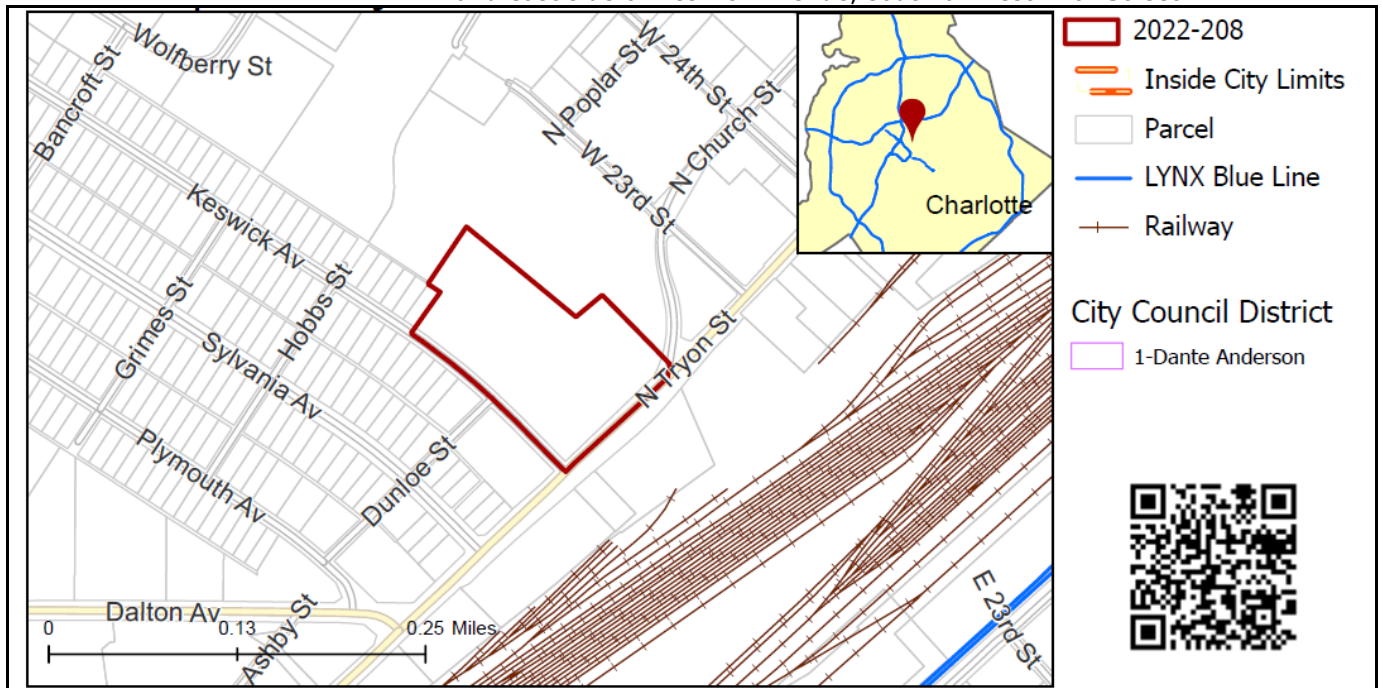 Wolfberry St
Bancroft St
N Poplar St
W 24th St
N Church St
W 23rd St
Keswick Av
Grimes St
Hobbs St
Sylvania Av
Plymouth Av
Dunloe St
N Tryon St
Dalton Av
Ashby St
E 23rd St
0 0.13 0.25 Miles
Charlotte
2022-208
Inside City Limits
Parcel
LYNX Blue Line
Railway
City Council District
1-Dante Anderson